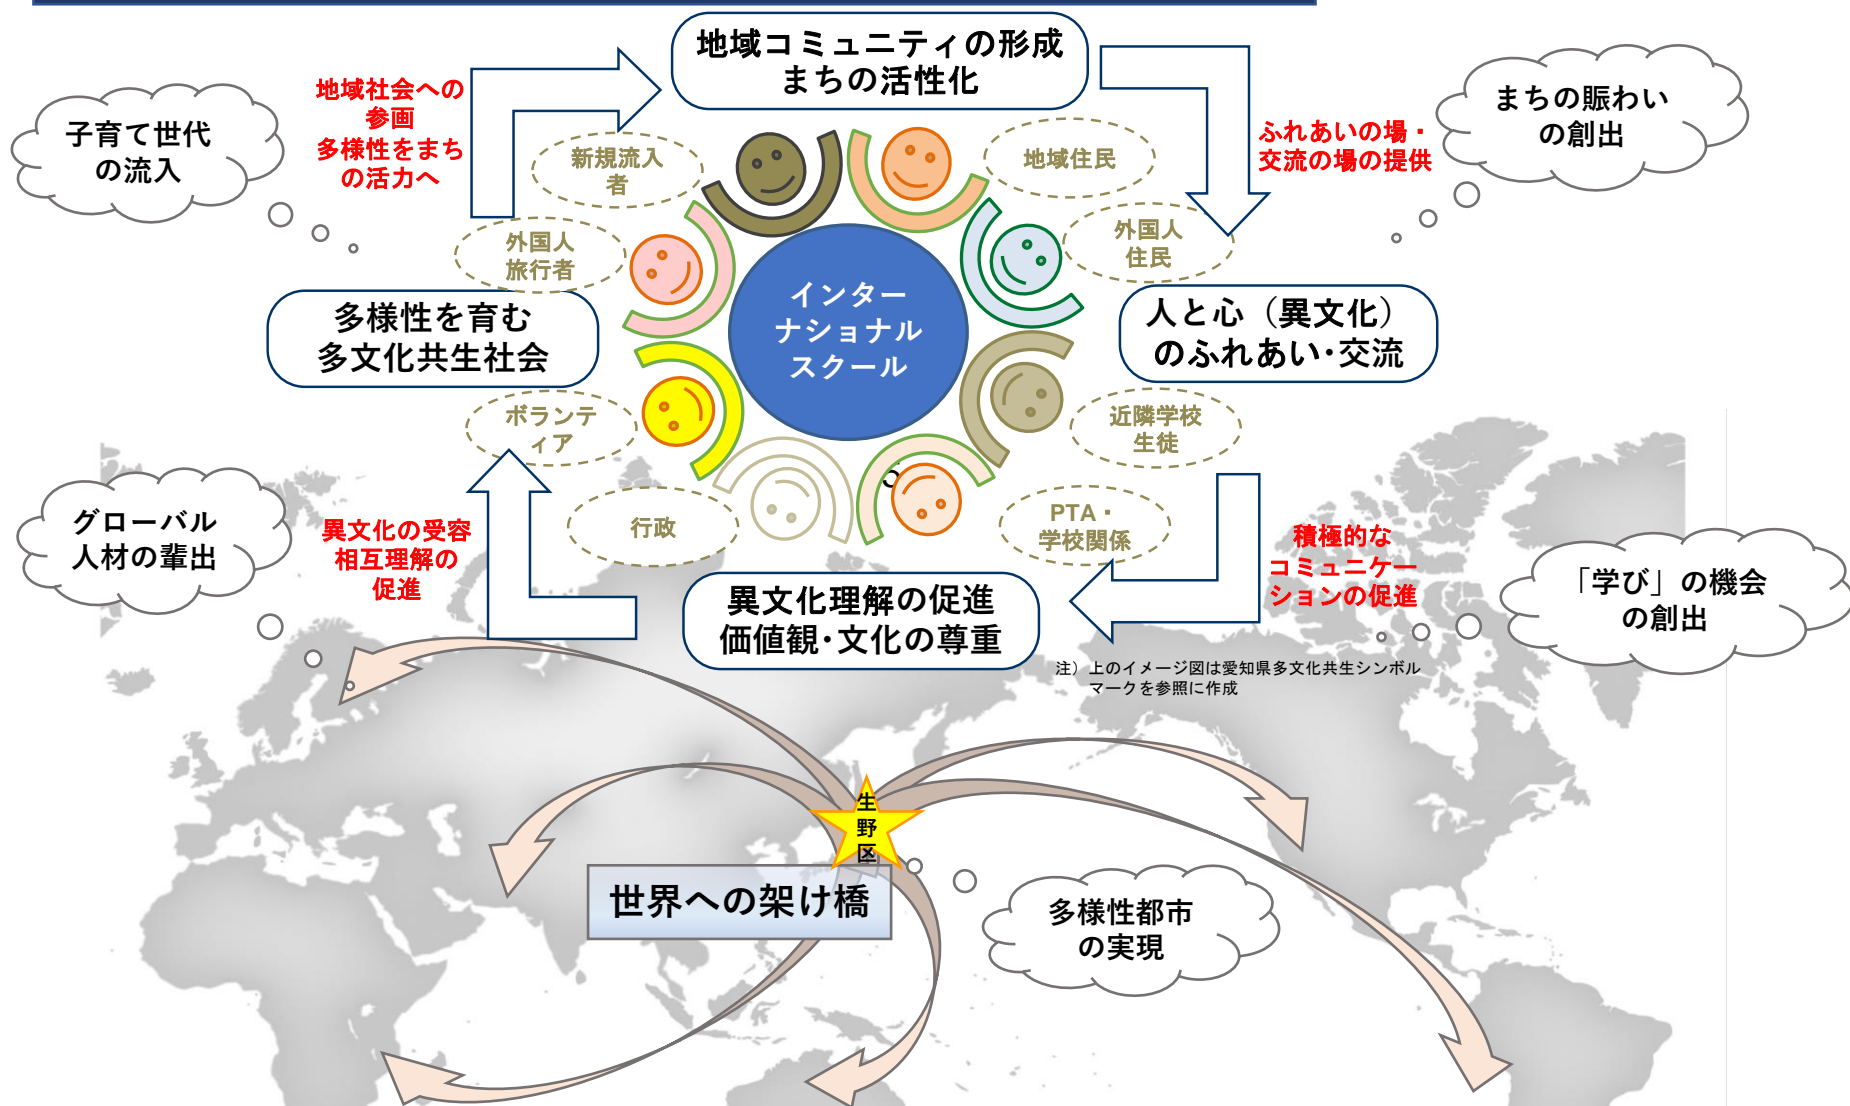 地域コミュニティの形成
まちの活性化
地域社会への
参画
多様性をまち
の活力へ
子育て世代
の流入
まちの賑わい
の創出
ふれあいの場・
交流の場の提供
新規流入
者
地域住民
外国人
旅行者
外国人
住民
インター
ナショナル
スクール
多様性を育む
多文化共生社会
人と心（異文化）
のふれあい・交流
ボランテ
ィア
近隣学校
生徒
行政
PTA・
学校関係
グローバル
人材の輩出
異文化の受容
相互理解の
促進
積極的な
コミュニケー
ションの促進
「学び」の機会
の創出
異文化理解の促進
価値観・文化の尊重
注）上のイメージ図は愛知県多文化共生シンボル
マークを参照に作成
生
野
区
世界への架け橋
多様性都市
の実現